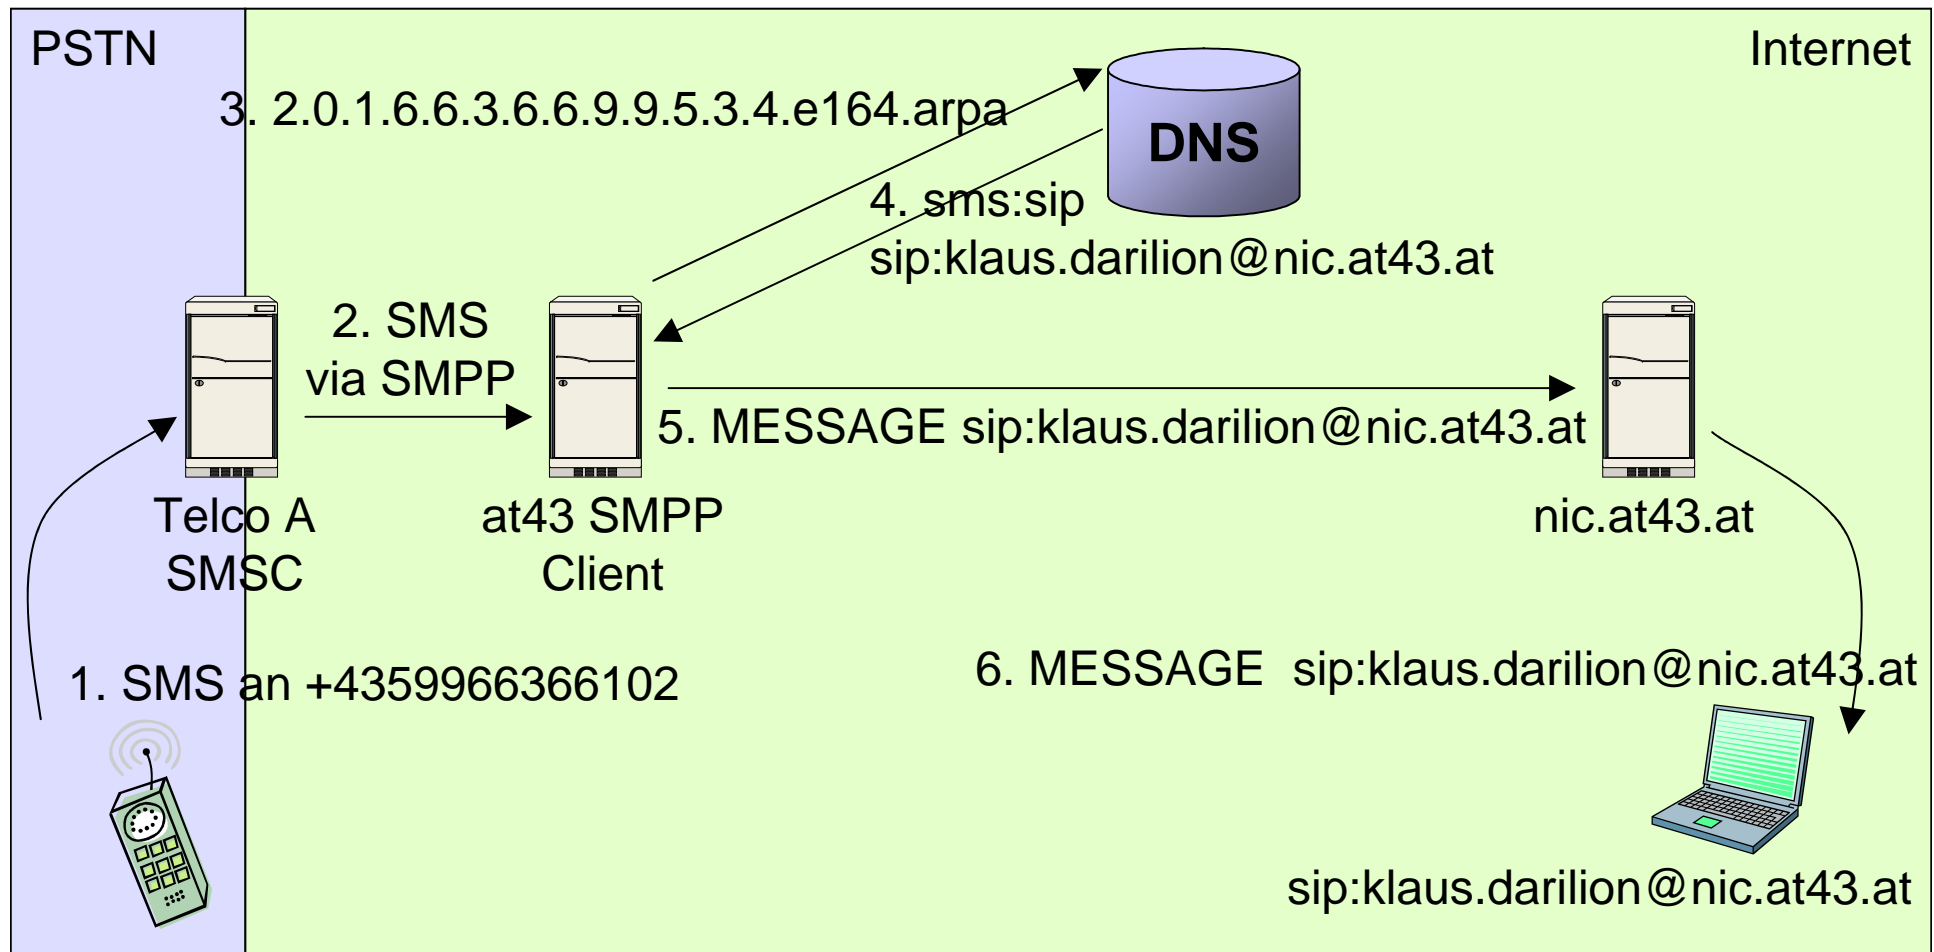 PSTN
Internet
3. 2.0.1.6.6.3.6.6.9.9.5.3.4.e164.arpa
DNS
4. sms:sip
sip:klaus.darilion@nic.at43.at
2. SMS
via SMPP
5. MESSAGE sip:klaus.darilion@nic.at43.at
Telco A
SMSC
at43 SMPP
Client
nic.at43.at
1. SMS an +4359966366102
6. MESSAGE sip:klaus.darilion@nic.at43.at
sip:klaus.darilion@nic.at43.at